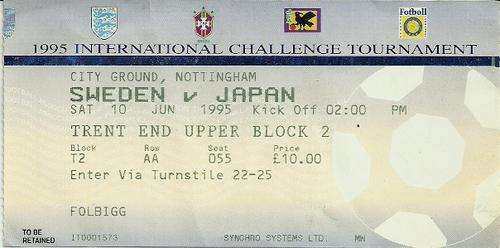 Fotboll
1995 INTERNATIONAL CHALLENGE TOURNAMENT
CITY GROUND, NOTTINGHAM
SWEDEN v JAPAN
SAT 10 JUN 1995 Kick Off 02:00 PM
TRENT END UPPER BLOCK 2
Block Row Seat Price
T2 AA 055 £10.00
Enter Via Turnstile 22-25
FOLBIGG
TO BE
RETAINED
IT0001573 SYNCHRO SYSTEMS LTD. MW